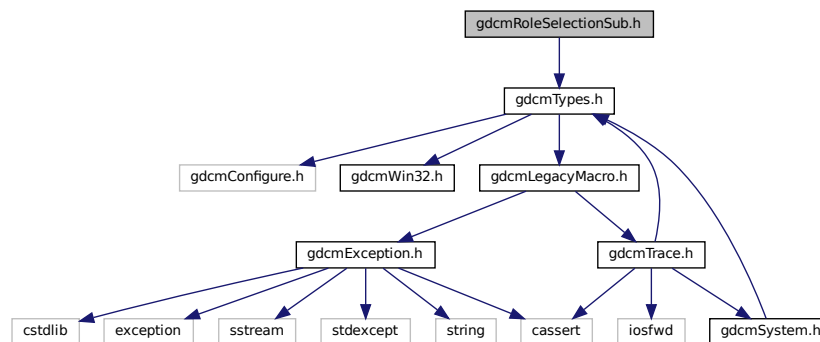 gdcmRoleSelectionSub.h
gdcmTypes.h
gdcmConfigure.h
gdcmWin32.h
gdcmLegacyMacro.h
gdcmException.h
gdcmTrace.h
cstdlib
exception
sstream
stdexcept
string
cassert
iosfwd
gdcmSystem.h